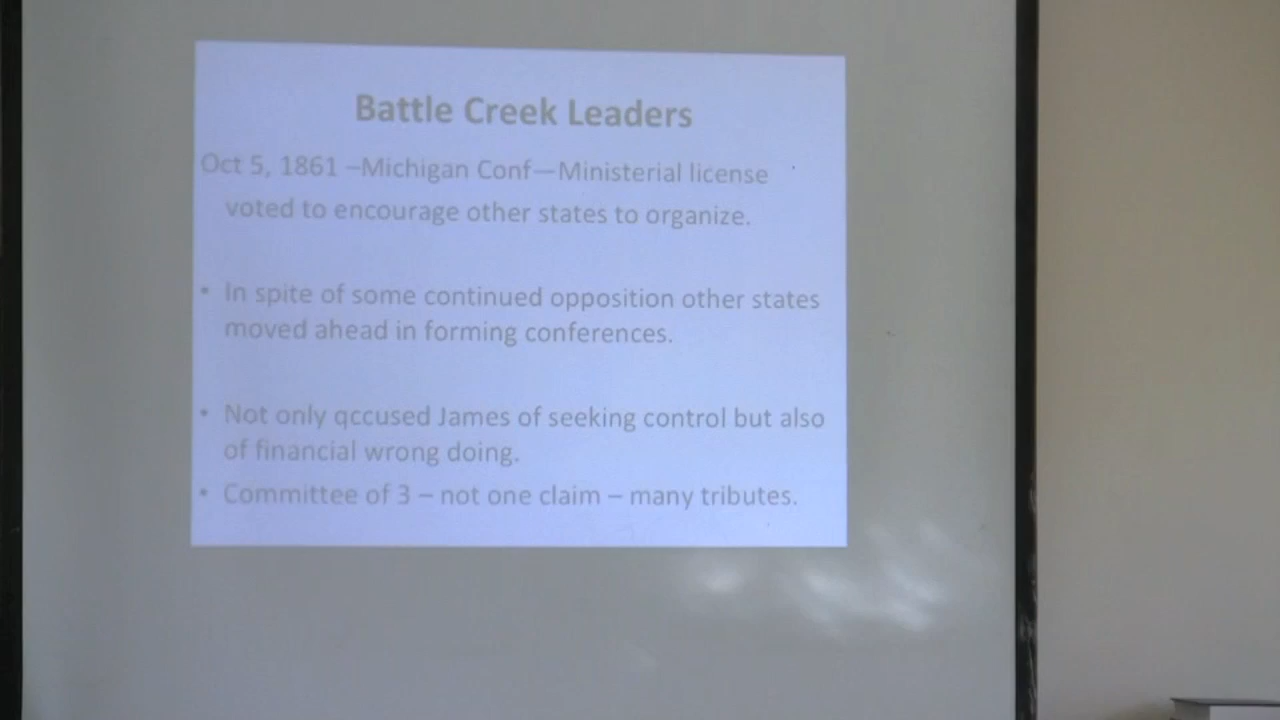 Battle Creek Leaders
Oct 5, 1861 –Michigan Conf—Ministerial license
voted to encourage other states to organize.
• In spite of some continued opposition other states
moved ahead in forming conferences.
• Not only qccused James of seeking control but also
of financial wrong doing.
• Committee of 3 – not one claim – many tributes.